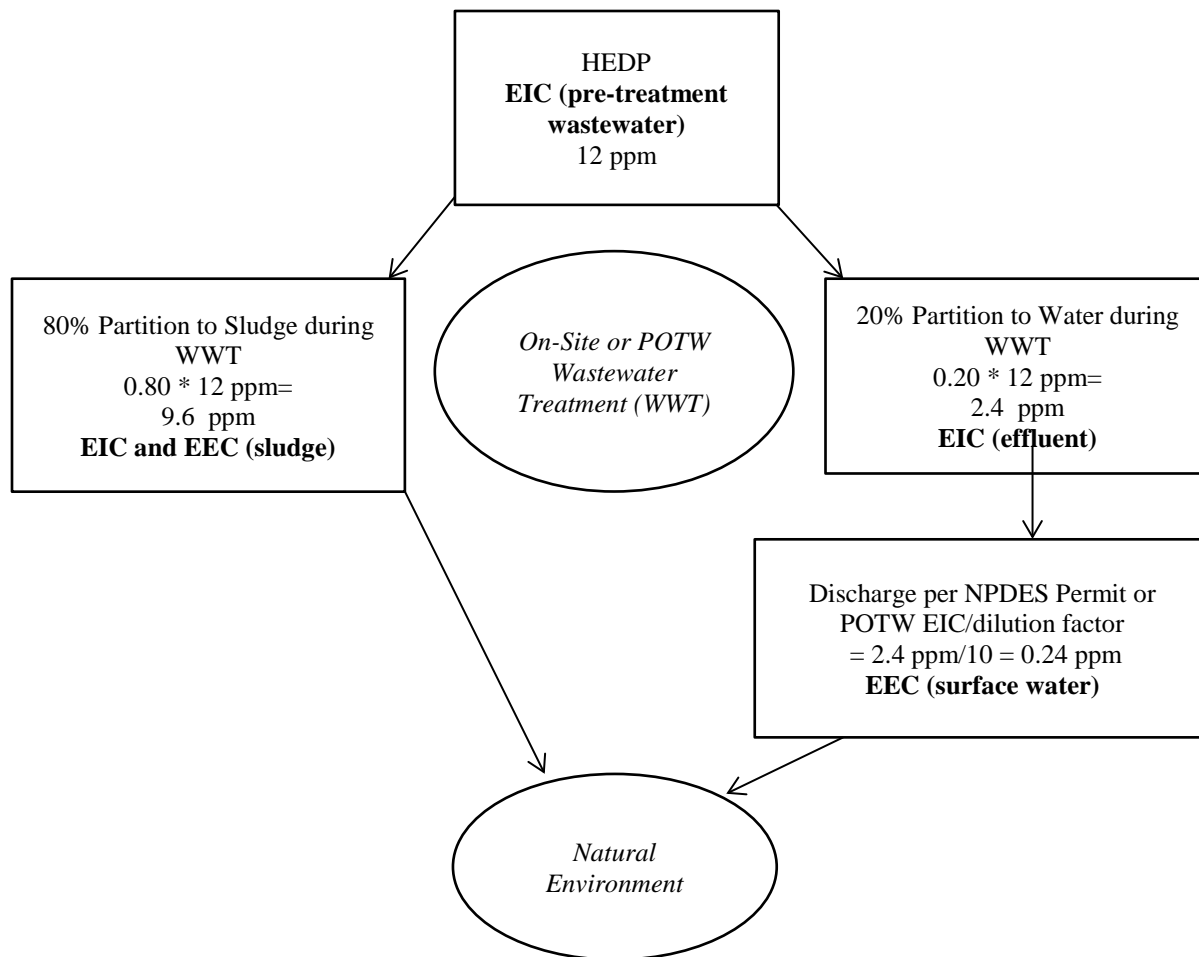 HEDP
EIC (pre-treatment
wastewater)
12 ppm
80% Partition to Sludge during
WWT
0.80 * 12 ppm=
9.6 ppm
EIC and EEC (sludge)
On-Site or POTW
Wastewater
Treatment (WWT)
20% Partition to Water during
WWT
0.20 * 12 ppm=
2.4 ppm
EIC (effluent)
Discharge per NPDES Permit or
POTW EIC/dilution factor
= 2.4 ppm/10 = 0.24 ppm
EEC (surface water)
Natural
Environment